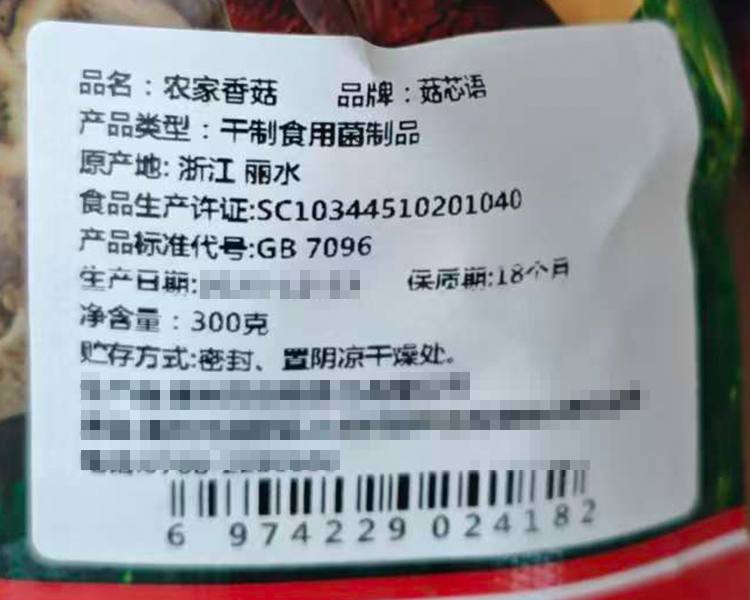 品名：农家香菇 品牌：菇芯语
产品类型：干制食用菌制品
原产地: 浙江 丽水
食品生产许证:SC10344510201040
产品标准代号:GB 7096
生产日期: 保质期:18个月
净含量：300克
贮存方式:密封、置阴凉干燥处。
6 974229 024182